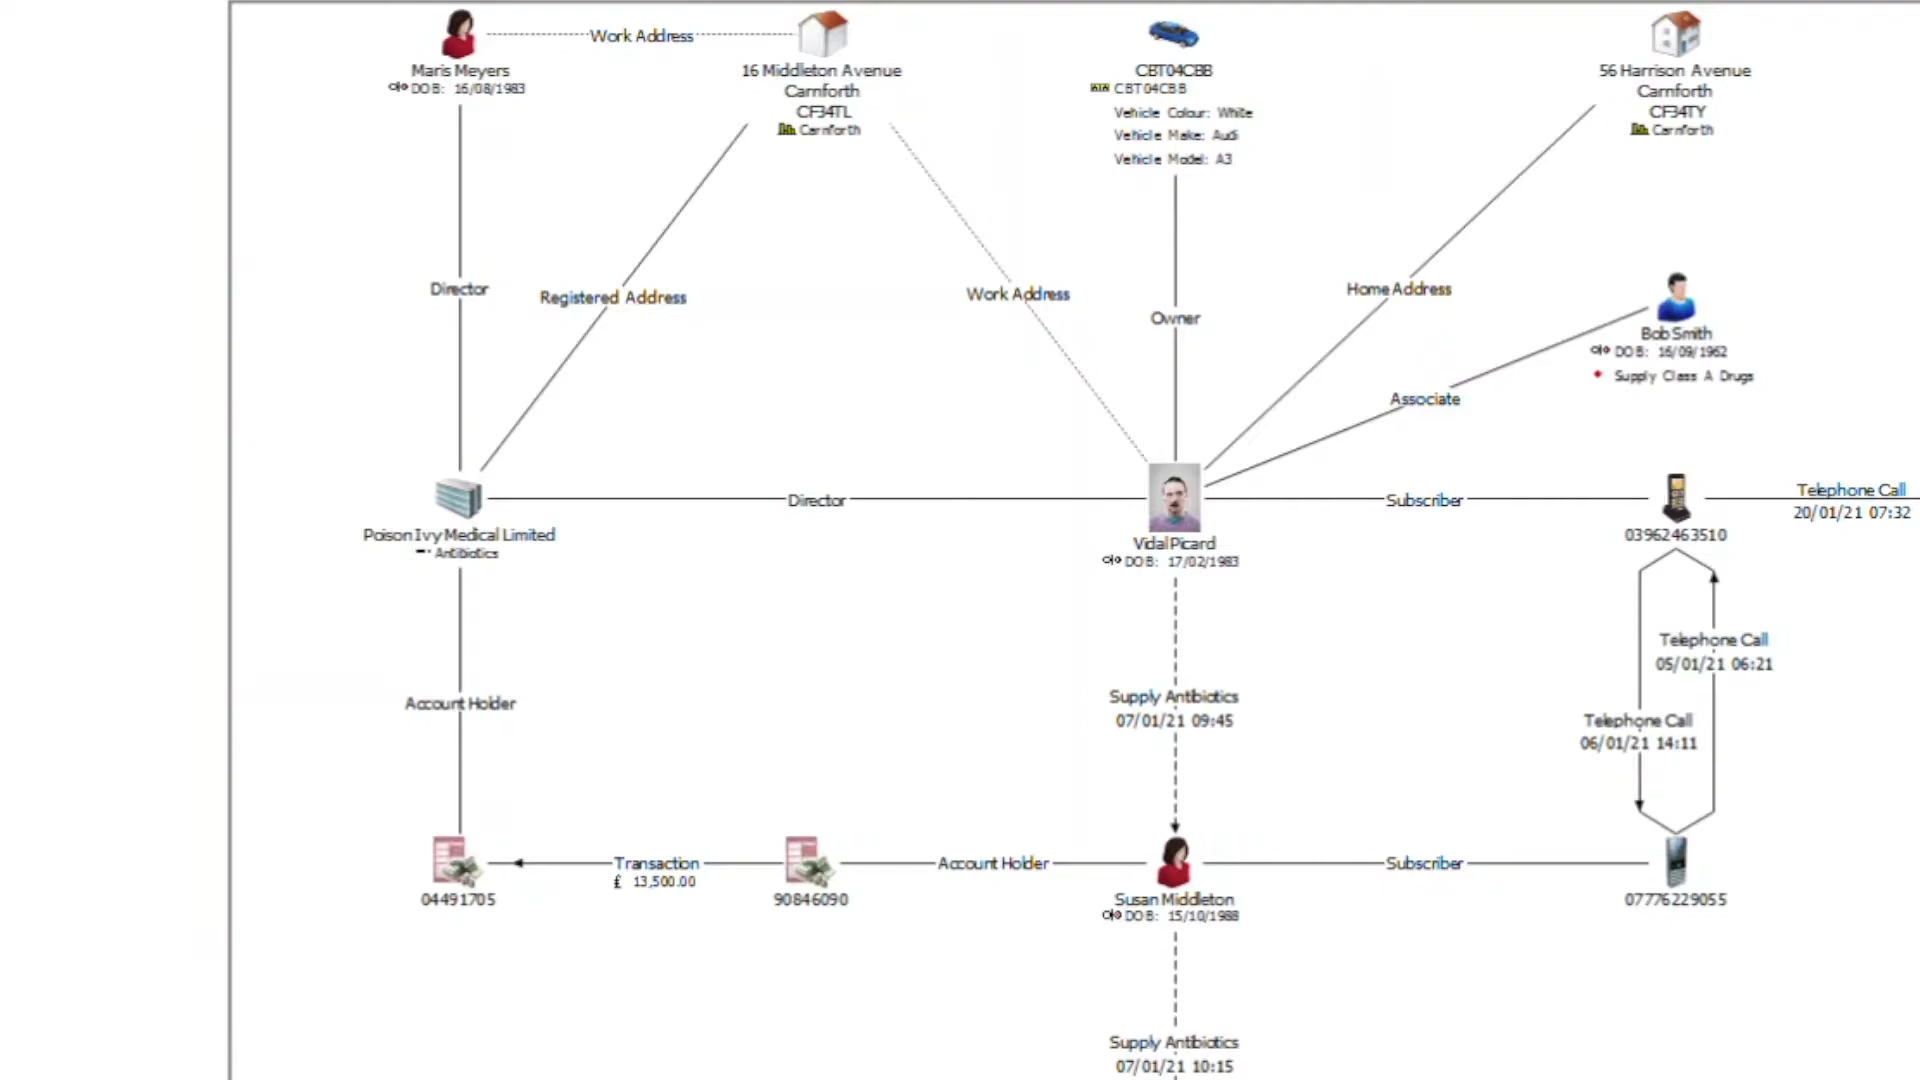 Work Address
Maris Meyers
DOB: 16/08/1983
16 Middleton Avenue
Carnforth
CF34TL
Carnforth
CBT04CBB
CBT04CBB
Vehicle Colour: White
Vehicle Make: Audi
Vehicle Model: A3
56 Harrison Avenue
Carnforth
CF34TY
Carnforth
Director
Registered Address
Work Address
Owner
Home Address
Bob Smith
DOB: 16/09/1962
Supply Class A Drugs
Associate
Director
Subscriber
Telephone Call
20/01/21 07:32
Poison Ivy Medical Limited
Antibiotics
Vidal Picard
DOB: 17/02/1983
03962463510
Telephone Call
05/01/21 06:21
Account Holder
Supply Antibiotics
07/01/21 09:45
Telephone Call
06/01/21 14:11
Transaction
£ 13,500.00
Account Holder
Subscriber
04491705
90846090
Susan Middleton
DOB: 15/10/1988
07776229055
Supply Antibiotics
07/01/21 10:15